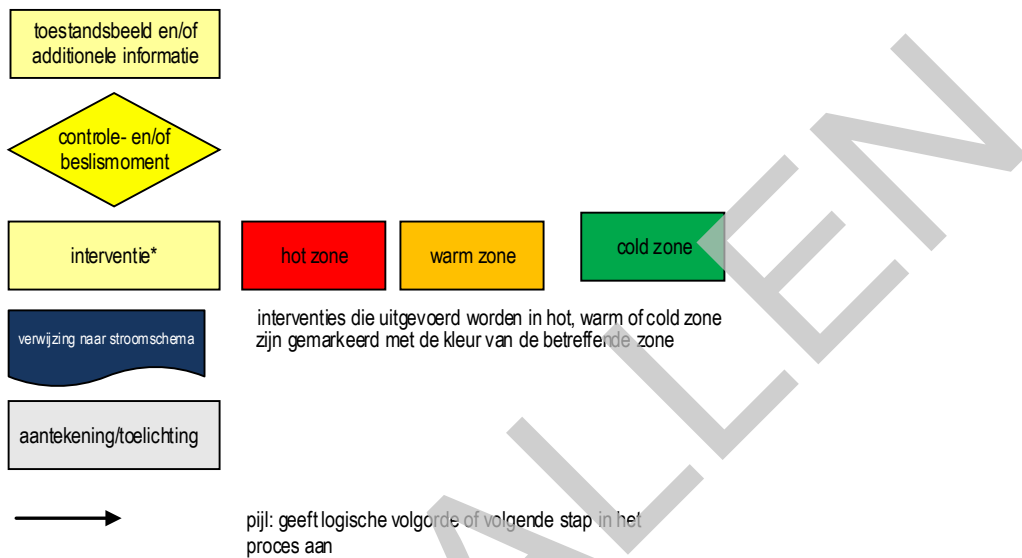 toestandsbeeld en/of
additionele informatie
controle- en/of
beslismoment
interventie*
hot zone
warm zone
cold zone
verwijzing naar stroomschema
interventies die uitgevoerd worden in hot, warm of cold zone
zijn gemarkeerd met de kleur van de betreffende zone
aantekening/toelichting
pijl: geeft logische volgorde of volgende stap in het
proces aan
ALLEN